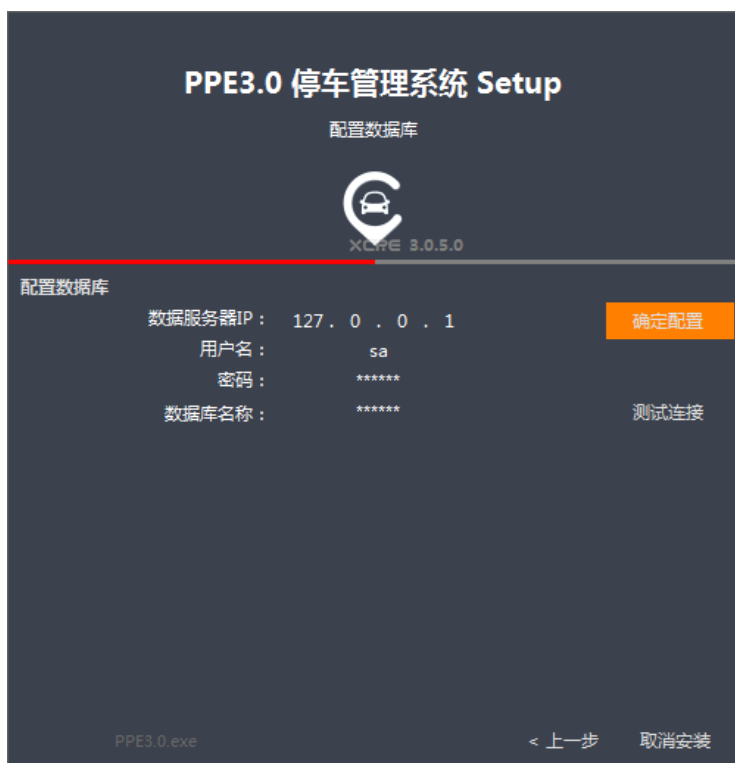 PPE3.0 停车管理系统 Setup
配置数据库
XCRE 3.0.5.0
配置数据库
数据服务器IP： 127 . 0 . 0 . 1 确定配置
用户名： sa
密码： ******
数据库名称： ****** 测试连接
PPE3.0.exe < 上一步 取消安装